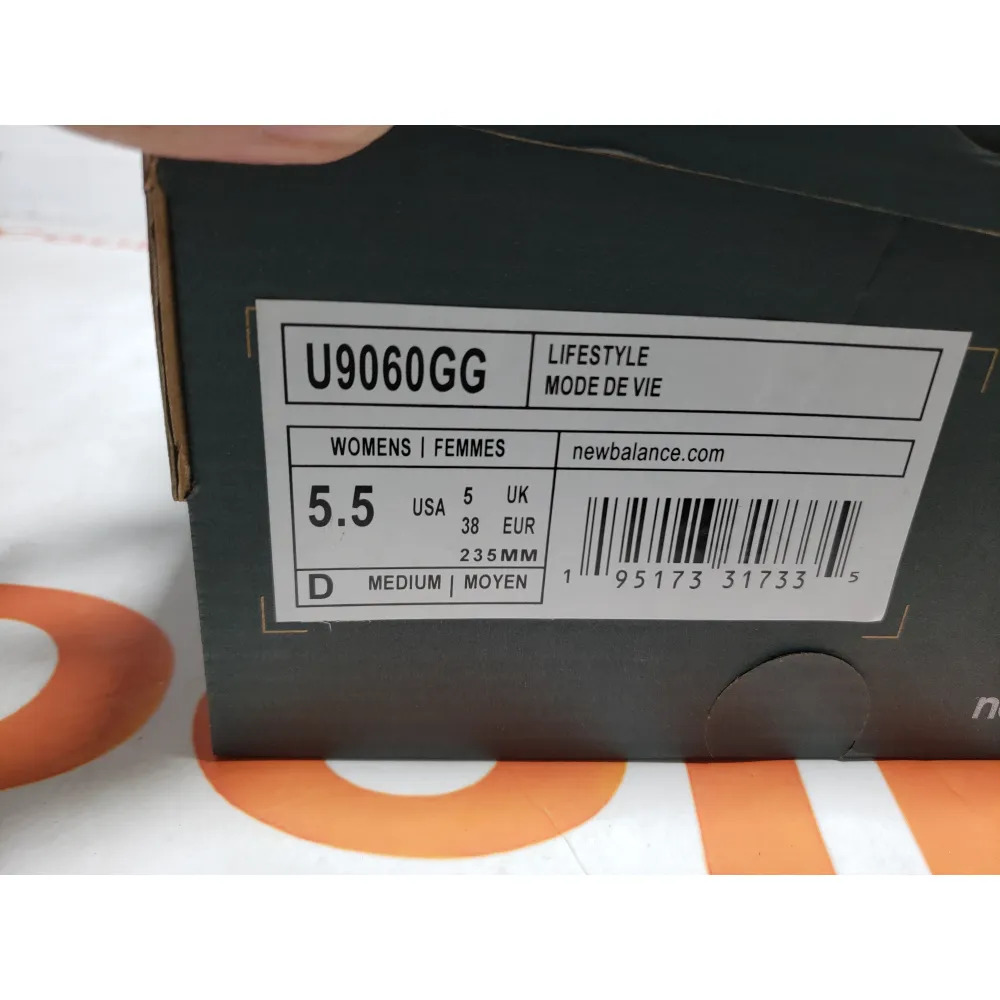 U9060GG
LIFESTYLE
MODE DE VIE
WOMENS | FEMMES
newbalance.com
5.5 USA 5 UK
38 EUR
235MM
D MEDIUM | MOYEN
1 95173 31733 5